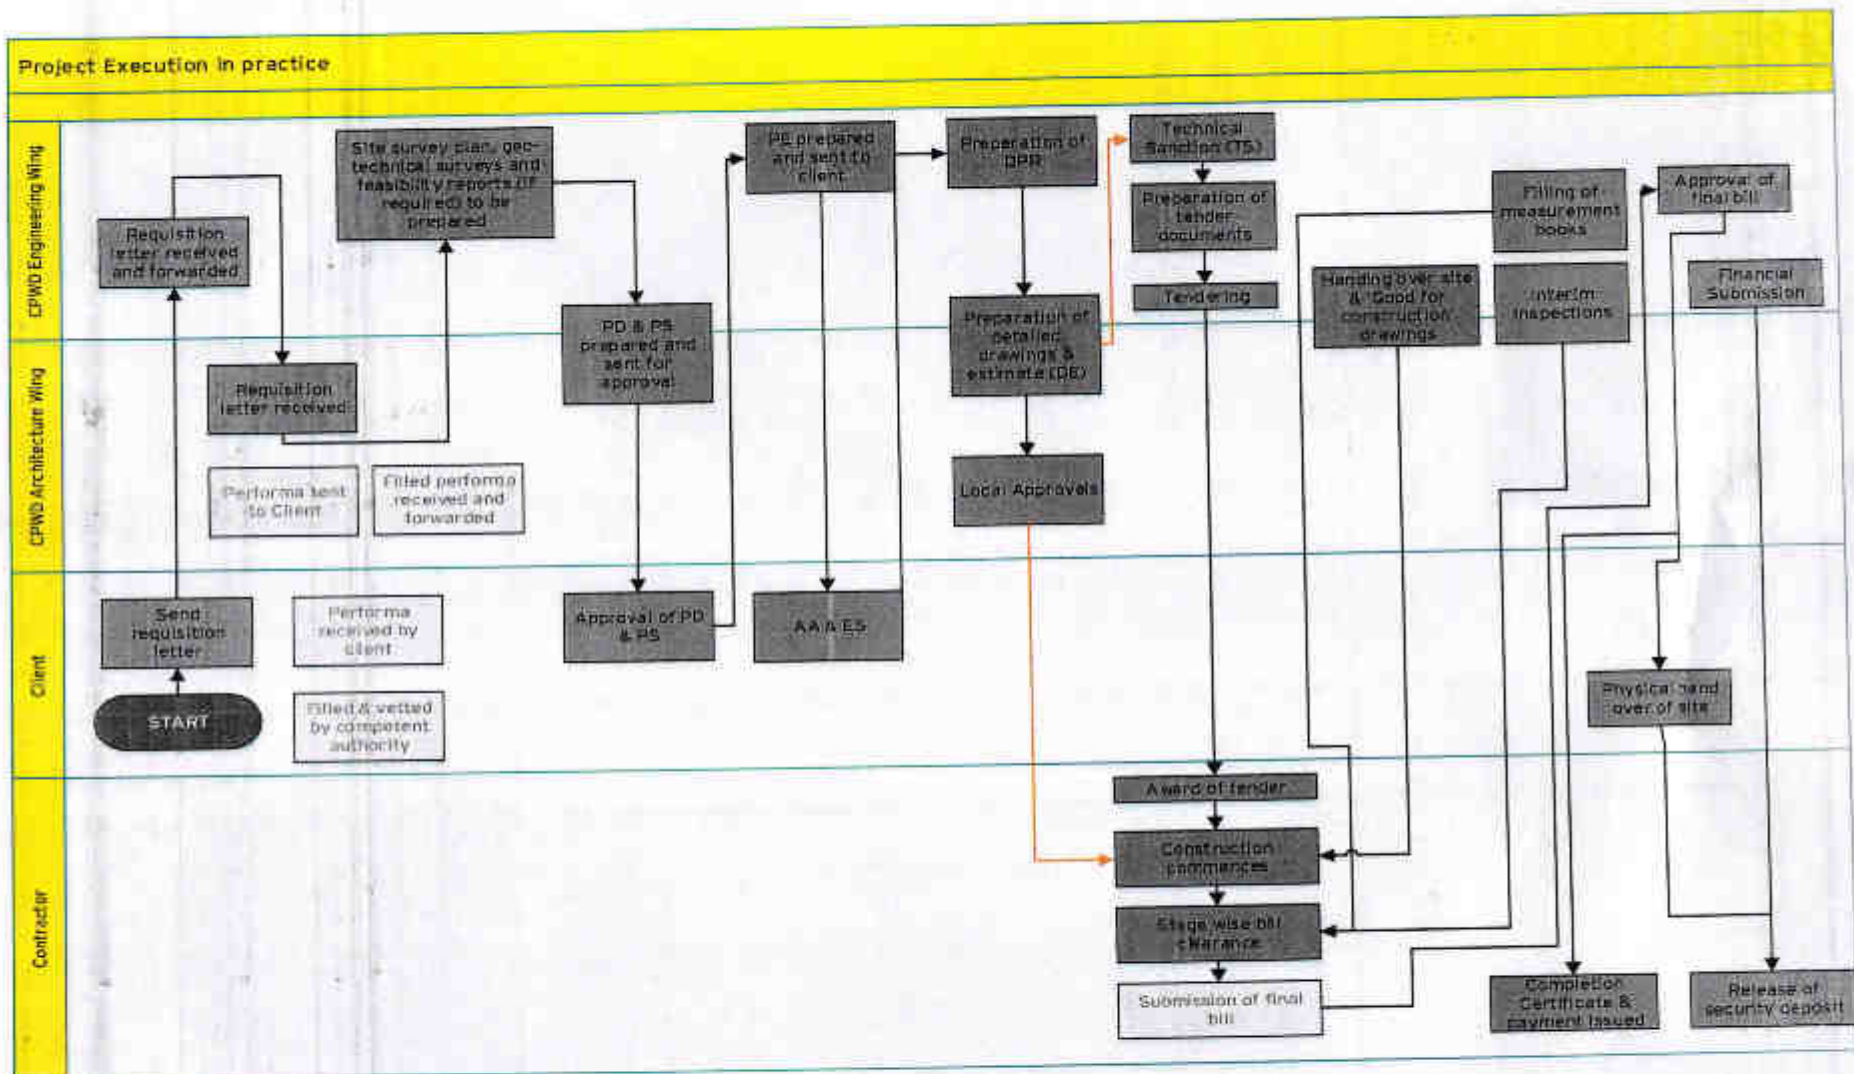 Project Execution in practice
CPWD Engineering Wing
Requisition
letter received
and forwarded
Site survey plan, geo-
technical surveys and
feasibility reports (if
required) to be
prepared
PE prepared
and sent to
client.
Preparation of
DPR
Technical
Sanction (TS)
Preparation of
tender
documents
Tendering
Handing over site
& 'Good for
construction'
drawings
Filling of
measurement
books
Interim
inspections
Approval of
final bill
Financial
Submission
CPWD Architecture Wing
Requisition
letter received
Performa sent
to Client
Filled performa
received and
forwarded
PD & PS
prepared and
sent for
approval
Preparation of
detailed
drawings &
estimate (DE)
Local Approvals
Client
Send
requisition
letter
START
Performa
received by
client
Filled & vetted
by competent
authority
Approval of PD
& PS
AA & ES
Physical hand
over of site
Contractor
Award of tender
Construction
commences
Stage wise bill
clearance
Submission of final
bill
Completion
Certificate &
payment issued
Release of
security deposit